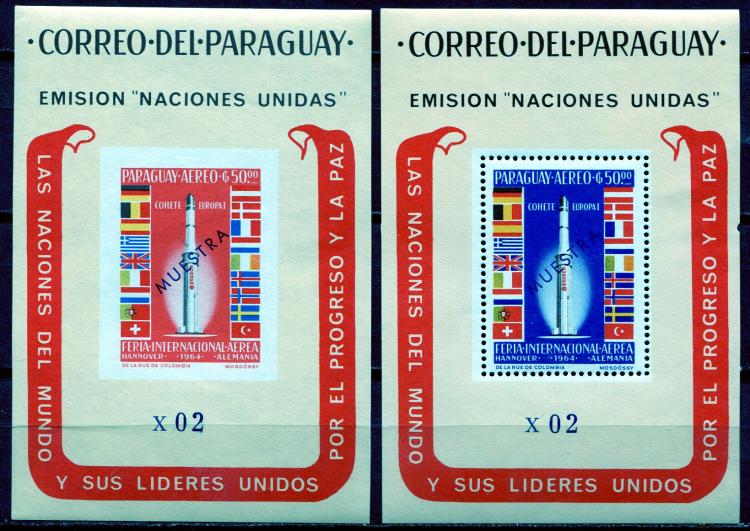 ·CORREO·DEL·PARAGUAY·
EMISION "NACIONES UNIDAS"
LAS NACIONES DEL MUNDO
Y SUS LIDERES UNIDOS
POR EL PROGRESO Y LA PAZ
PARAGUAY·AEREO·₲50.00
COHETE EUROPA I
MUESTRA
FERIA·INTERNACIONAL·AEREA
HANNOVER ·1964· ALEMANIA
DE LA RUE DE COLOMBIA MOSDÓSSY
X 02
·CORREO·DEL·PARAGUAY·
EMISION "NACIONES UNIDAS"
LAS NACIONES DEL MUNDO
Y SUS LIDERES UNIDOS
POR EL PROGRESO Y LA PAZ
PARAGUAY·AEREO·₲50.00
COHETE EUROPA I
MUESTRA
FERIA·INTERNACIONAL·AEREA
HANNOVER ·1964· ALEMANIA
DE LA RUE DE COLOMBIA MOSDÓSSY
X 02